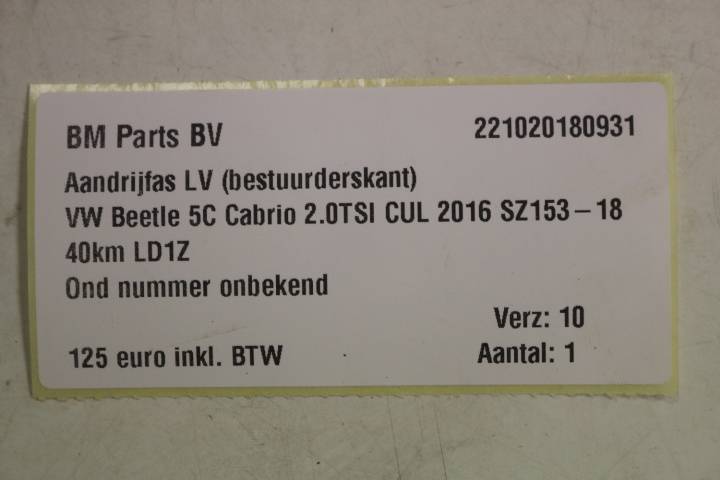 BM Parts BV 221020180931
Aandrijfas LV (bestuurderskant)
VW Beetle 5C Cabrio 2.0TSI CUL 2016 SZ153-18
40km LD1Z
Ond nummer onbekend
Verz: 10
125 euro inkl. BTW Aantal: 1